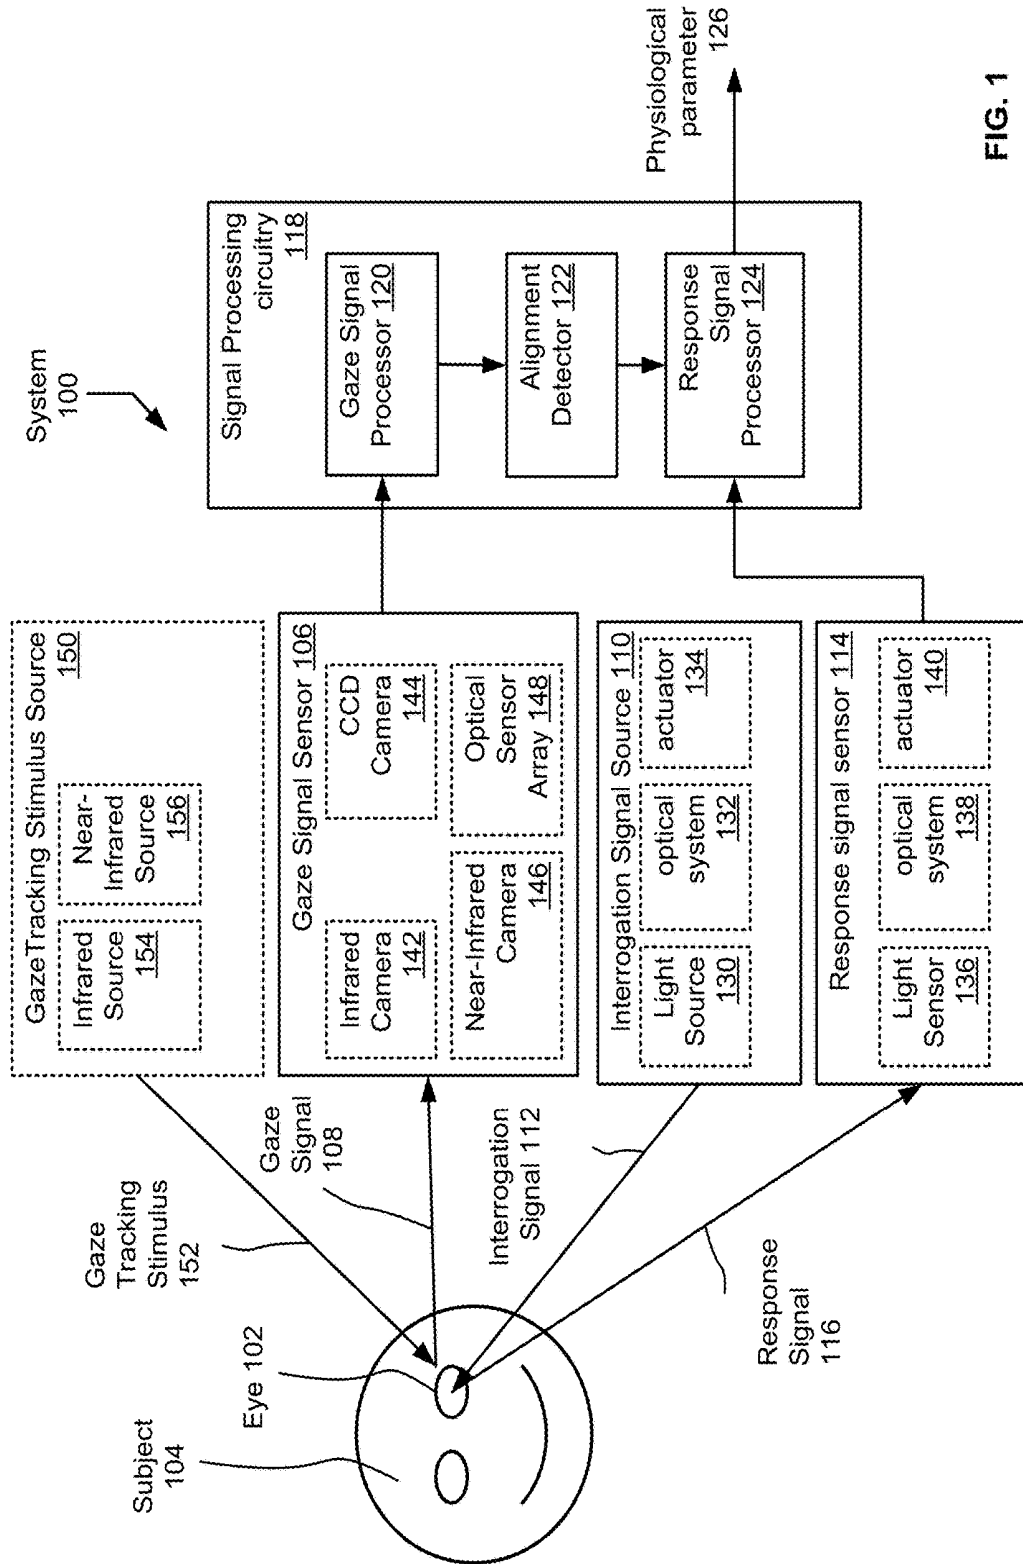 System
100
GazeTracking Stimulus Source
150
Infrared
Source
154
Near-
Infrared
Source
156
Gaze
Tracking
Stimulus
152
Gaze Signal Sensor 106
Infrared
Camera
142
CCD
Camera
144
Near-Infrared
Camera
146
Optical
Sensor
Array 148
Gaze
Signal
108
Subject
104
Eye 102
Interrogation
Signal 112
Interrogation Signal Source 110
Light
Source
130
optical
system
132
actuator
134
Response
Signal
116
Response signal sensor 114
Light
Sensor
136
optical
system
138
actuator
140
Signal Processing
circuitry
118
Gaze Signal
Processor 120
Alignment
Detector 122
Response
Signal
Processor 124
Physiological
parameter
126
FIG. 1